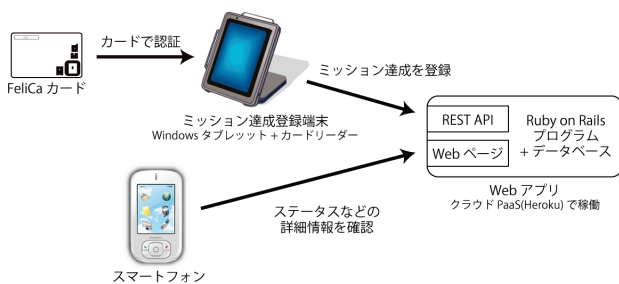 カードで認証
FeliCa カード
ミッション達成を登録
ミッション達成登録端末
Windows タブレッット + カードリーダー
REST API
Web ページ
Ruby on Rails
プログラム
+ データベース
Web アプリ
クラウド PaaS(Heroku) で稼働
ステータスなどの
詳細情報を確認
スマートフォン